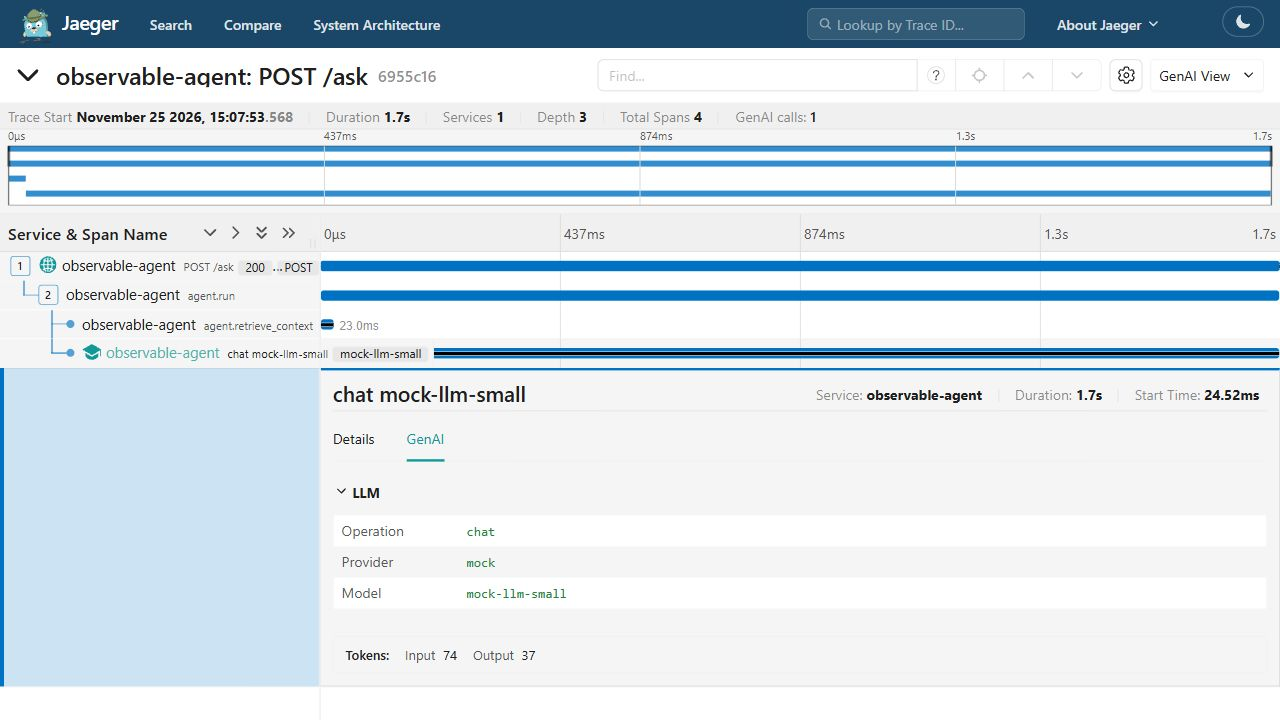 Jaeger Search Compare System Architecture Lookup by Trace ID... About Jaeger
observable-agent: POST /ask 6955c16 Find... ? GenAI View
Trace Start November 25 2026, 15:07:53.568 Duration 1.7s Services 1 Depth 3 Total Spans 4 GenAI calls: 1
0μs 437ms 874ms 1.3s 1.7s
Service & Span Name 0μs 437ms 874ms 1.3s 1.7s
1 observable-agent POST /ask 200 ...POST
2 observable-agent agent.run
observable-agent agent.retrieve_context 23.0ms
observable-agent chat mock-llm-small mock-llm-small
chat mock-llm-small Service: observable-agent Duration: 1.7s Start Time: 24.52ms
Details GenAI
LLM
Operation chat
Provider mock
Model mock-llm-small
Tokens: Input 74 Output 37